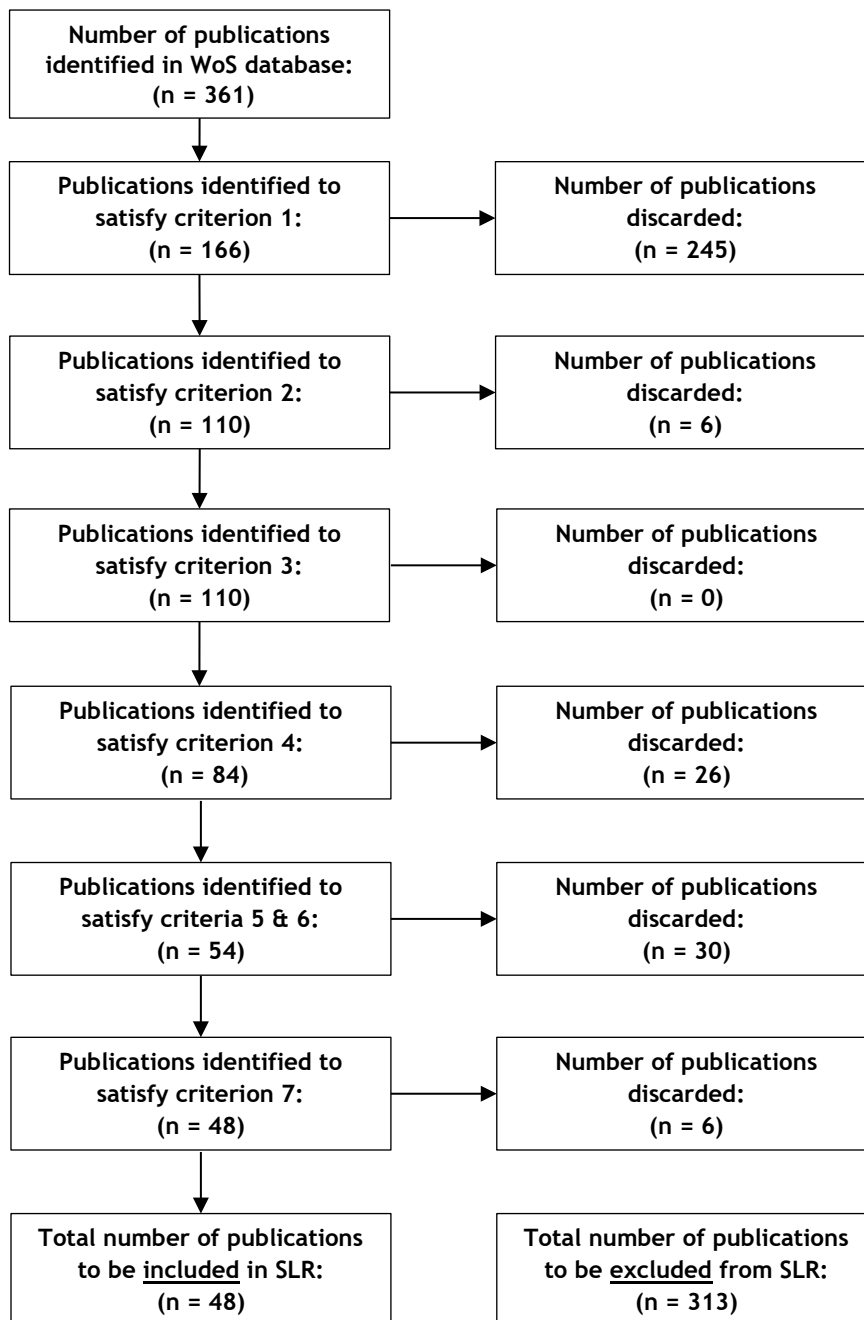 Number of publications
identified in WoS database:
(n = 361)
Publications identified to
satisfy criterion 1:
(n = 166)
Number of publications
discarded:
(n = 245)
Publications identified to
satisfy criterion 2:
(n = 110)
Number of publications
discarded:
(n = 6)
Publications identified to
satisfy criterion 3:
(n = 110)
Number of publications
discarded:
(n = 0)
Publications identified to
satisfy criterion 4:
(n = 84)
Number of publications
discarded:
(n = 26)
Publications identified to
satisfy criteria 5 & 6:
(n = 54)
Number of publications
discarded:
(n = 30)
Publications identified to
satisfy criterion 7:
(n = 48)
Number of publications
discarded:
(n = 6)
Total number of publications
to be included in SLR:
(n = 48)
Total number of publications
to be excluded from SLR:
(n = 313)